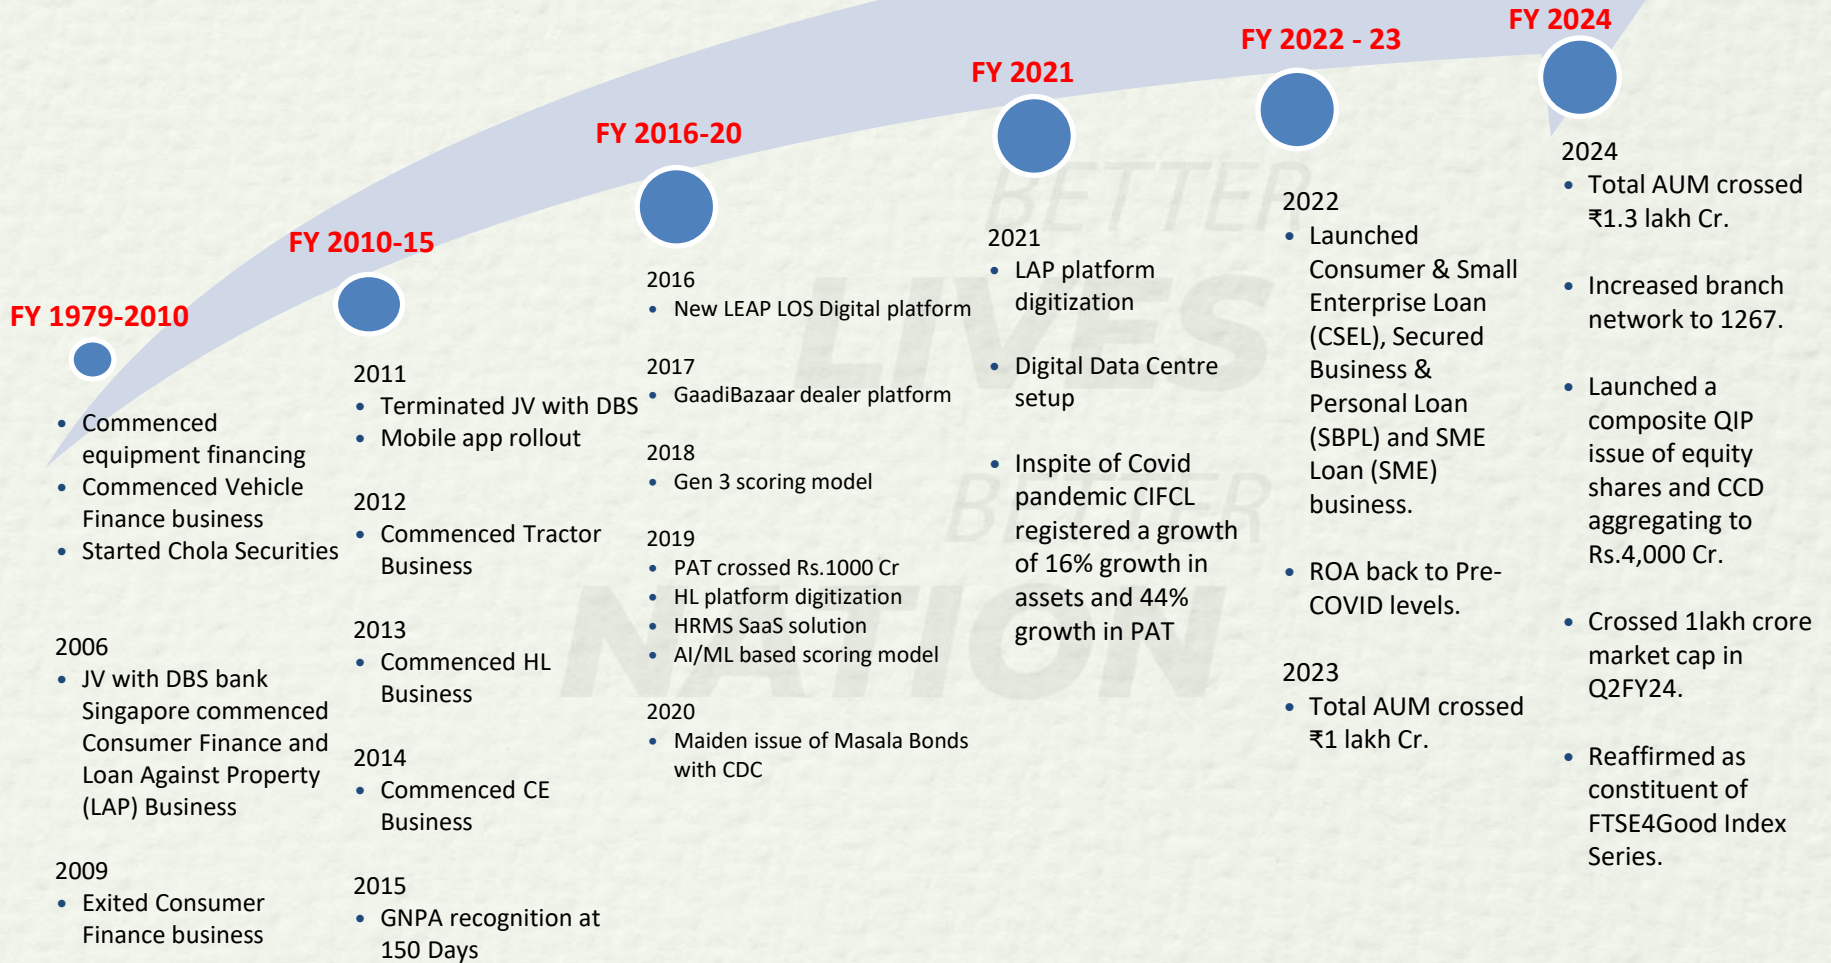 FY 1979-2010
• Commenced
equipment financing
• Commenced Vehicle
Finance business
• Started Chola Securities
2006
• JV with DBS bank
Singapore commenced
Consumer Finance and
Loan Against Property
(LAP) Business
2009
• Exited Consumer
Finance business
FY 2010-15
2011
• Terminated JV with DBS
• Mobile app rollout
2012
• Commenced Tractor
Business
2013
• Commenced HL
Business
2014
• Commenced CE
Business
2015
• GNPA recognition at
150 Days
FY 2016-20
2016
• New LEAP LOS Digital platform
2017
• GaadiBazaar dealer platform
2018
• Gen 3 scoring model
2019
• PAT crossed Rs.1000 Cr
• HL platform digitization
• HRMS SaaS solution
• AI/ML based scoring model
2020
• Maiden issue of Masala Bonds
with CDC
FY 2021
2021
• LAP platform
digitization
• Digital Data Centre
setup
• Inspite of Covid
pandemic CIFCL
registered a growth
of 16% growth in
assets and 44%
growth in PAT
FY 2022 - 23
2022
• Launched
Consumer & Small
Enterprise Loan
(CSEL), Secured
Business &
Personal Loan
(SBPL) and SME
Loan (SME)
business.
• ROA back to Pre-
COVID levels.
2023
• Total AUM crossed
₹1 lakh Cr.
FY 2024
2024
• Total AUM crossed
₹1.3 lakh Cr.
• Increased branch
network to 1267.
• Launched a
composite QIP
issue of equity
shares and CCD
aggregating to
Rs.4,000 Cr.
• Crossed 1lakh crore
market cap in
Q2FY24.
• Reaffirmed as
constituent of
FTSE4Good Index
Series.
BETTER
LIVES
BETTER
NATION